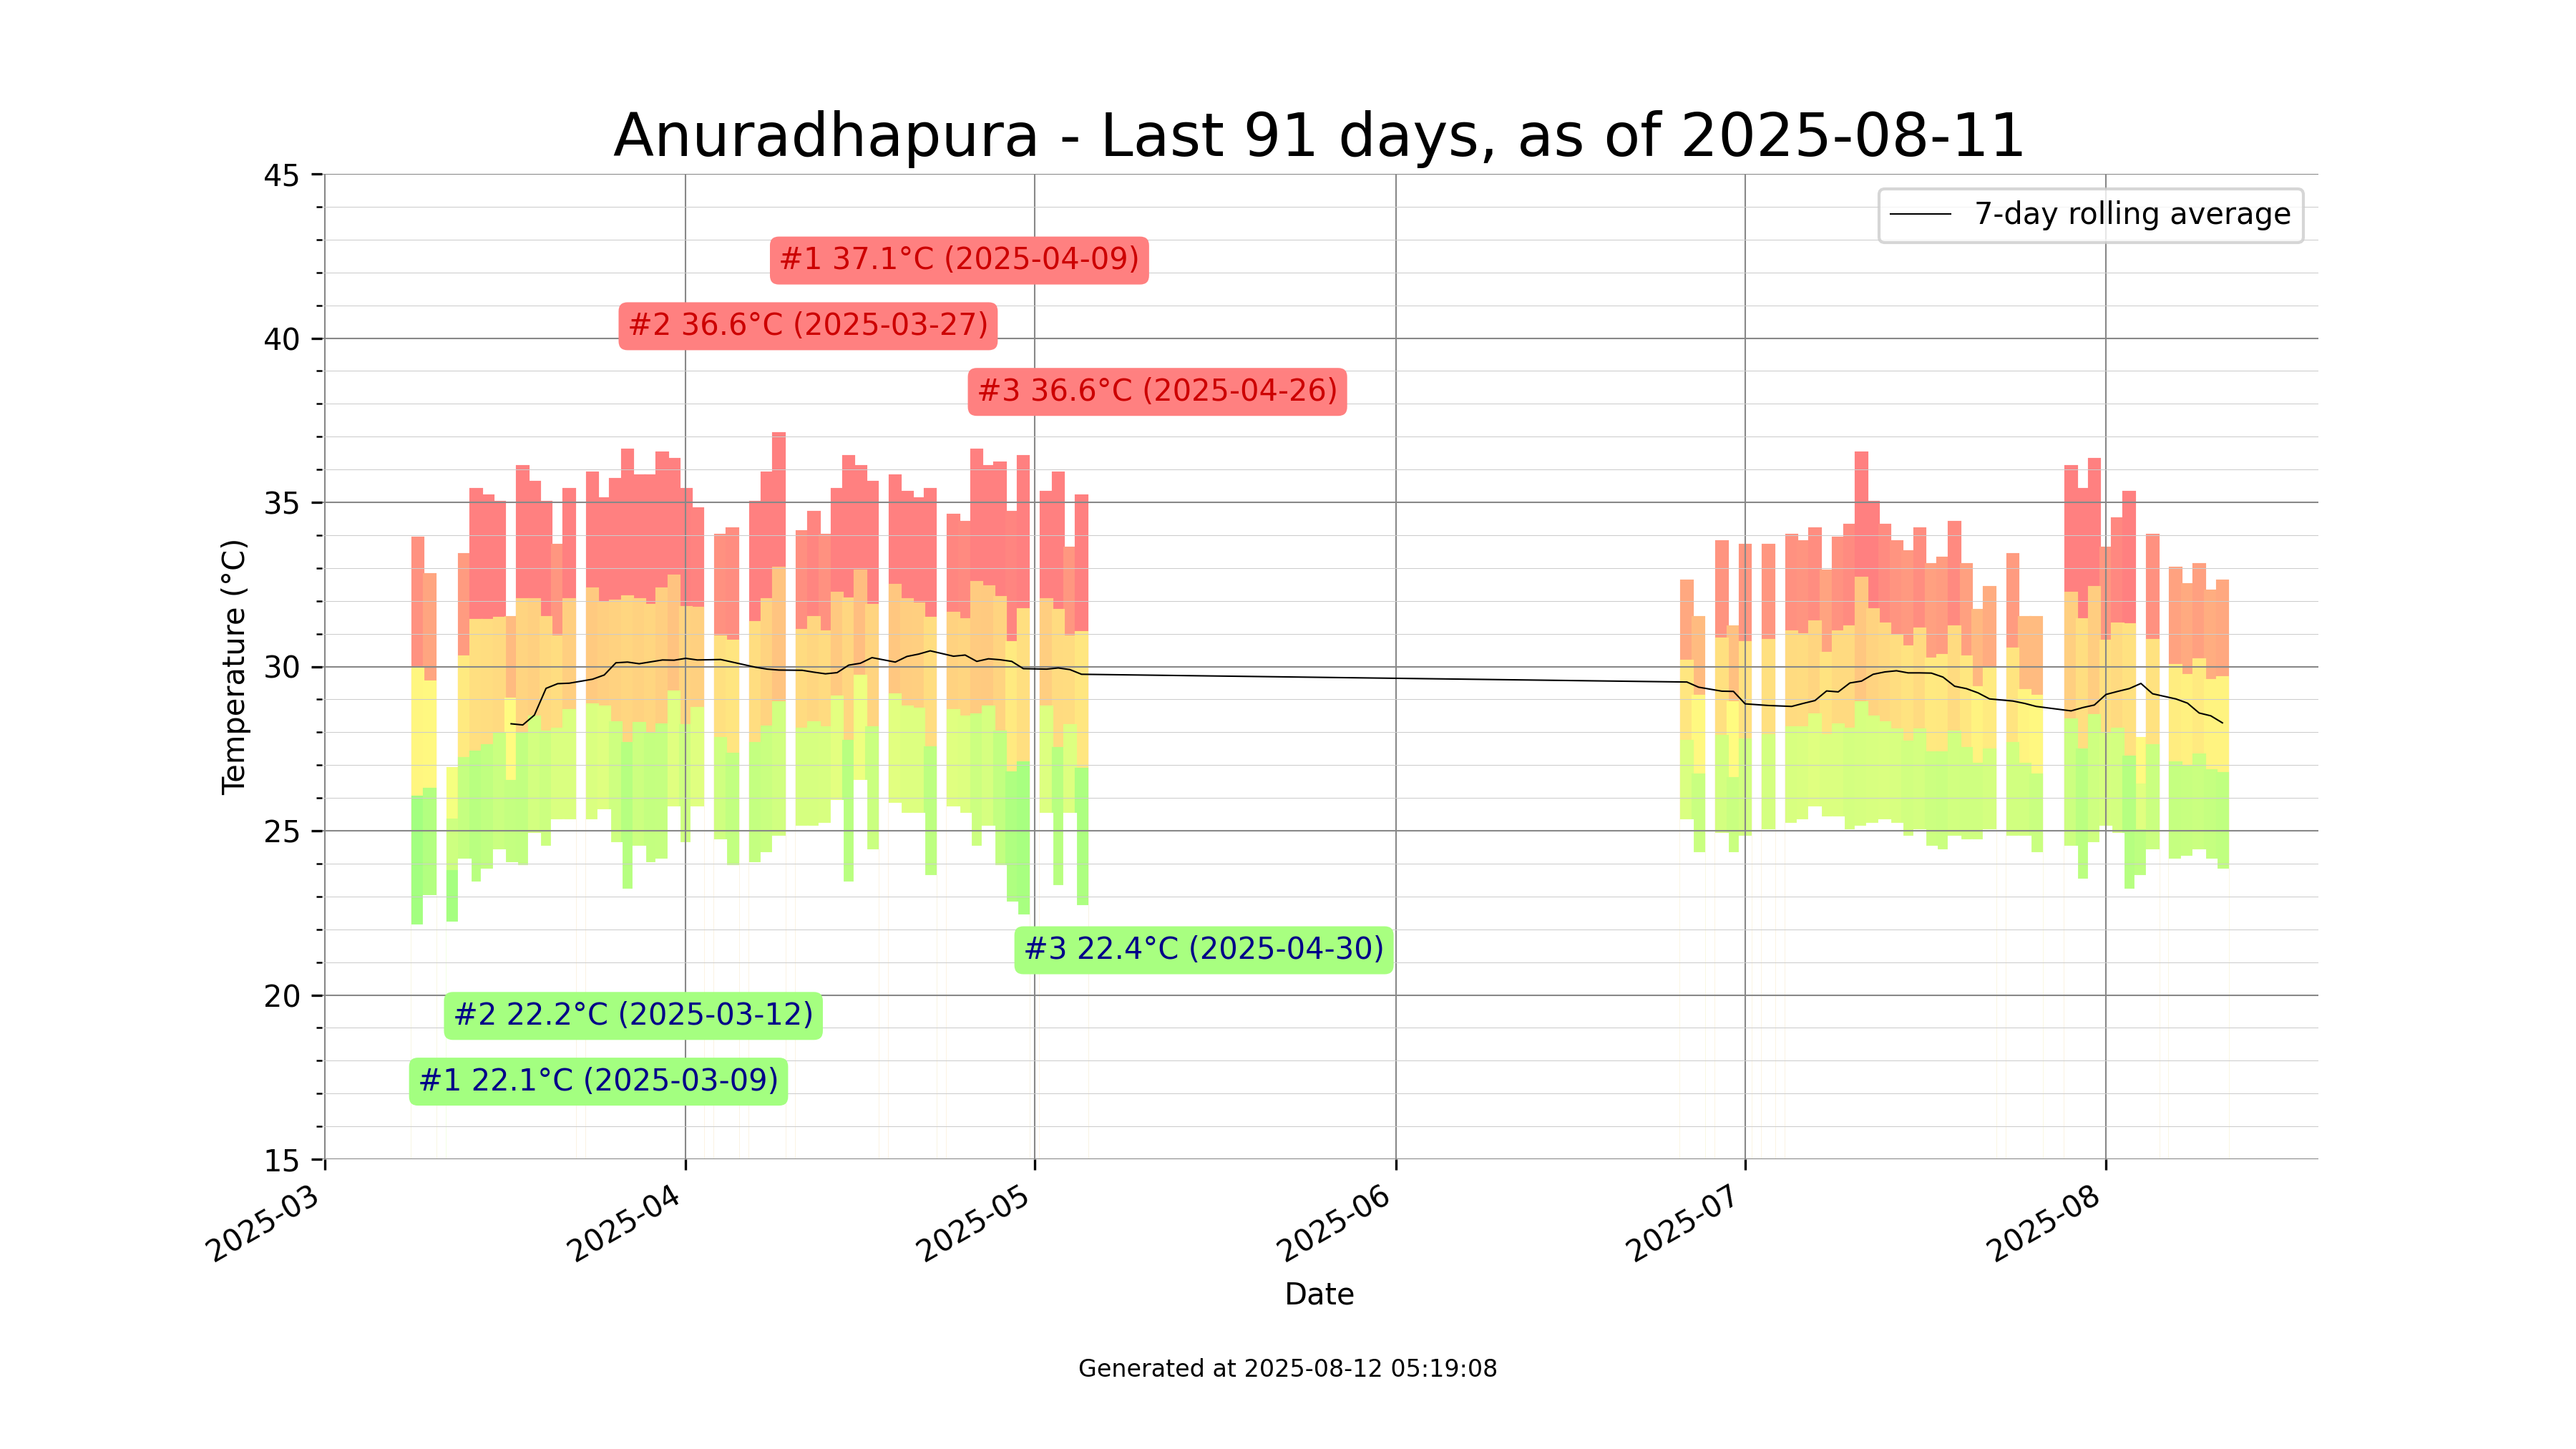 Anuradhapura - Last 91 days, as of 2025-08-11
45
7-day rolling average
#1 37.1°C (2025-04-09)
#2 36.6°C (2025-03-27)
40
#3 36.6°C (2025-04-26)
35
30
Temperature (°C)
25
#3 22.4°C (2025-04-30)
20
#2 22.2°C (2025-03-12)
#1 22.1°C (2025-03-09)
15
2025-03
2025-04
2025-05
2025-06
2025-07
2025-08
Date
Generated at 2025-08-12 05:19:08